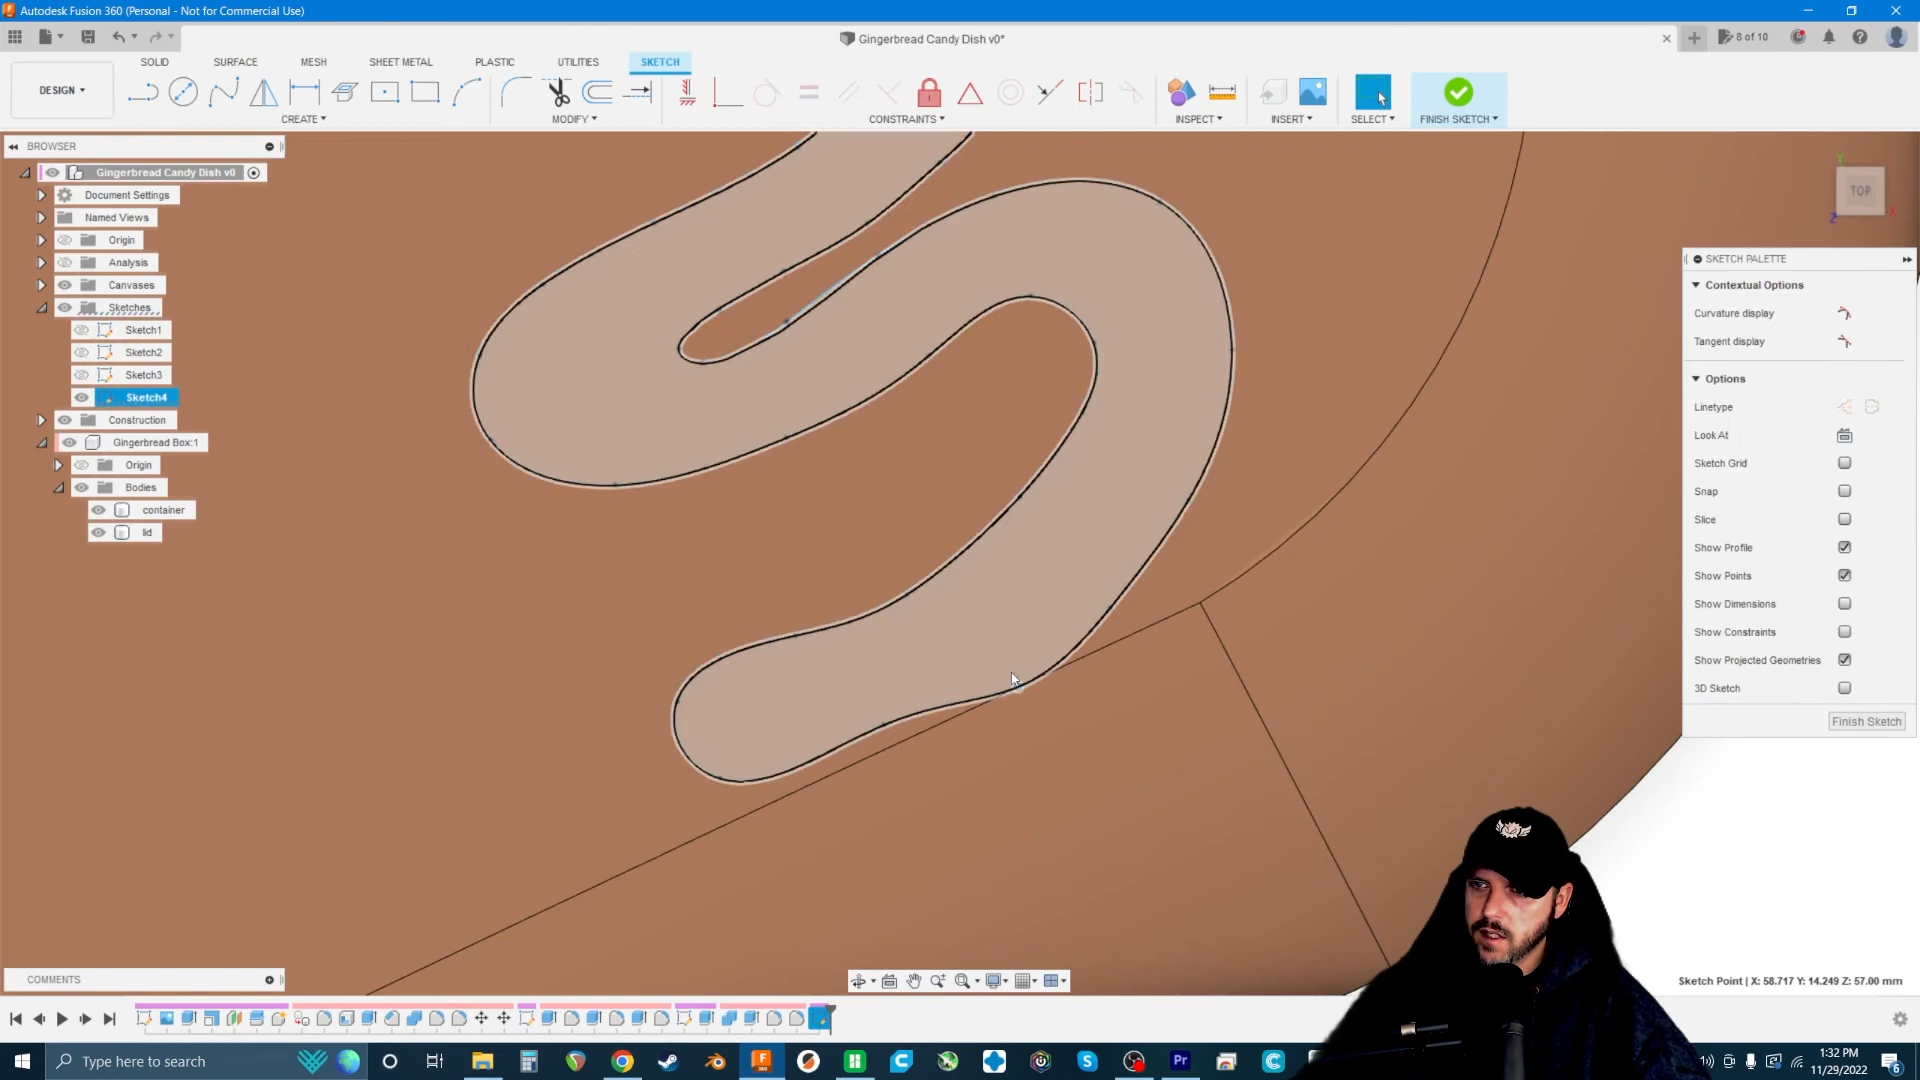 Autodesk Fusion 360 (Personal - Not for Commercial Use)
Gingerbread Candy Dish v0*
8 of 10
SOLID SURFACE MESH SHEET METAL PLASTIC UTILITIES SKETCH
DESIGN
CREATE MODIFY CONSTRAINTS INSPECT INSERT SELECT FINISH SKETCH
BROWSER
Gingerbread Candy Dish v0
Document Settings
Named Views
Origin
Analysis
Canvases
Sketches
Sketch1
Sketch2
Sketch3
Sketch4
Construction
Gingerbread Box:1
Origin
Bodies
container
lid
Y
TOP
X
Z
SKETCH PALETTE
Contextual Options
Curvature display
Tangent display
Options
Linetype
Look At
Sketch Grid
Snap
Slice
Show Profile
Show Points
Show Dimensions
Show Constraints
Show Projected Geometries
3D Sketch
Finish Sketch
COMMENTS
Sketch Point | X: 58.717 Y: 14.249 Z: 57.00 mm
Type here to search
1:32 PM
11/29/2022
6